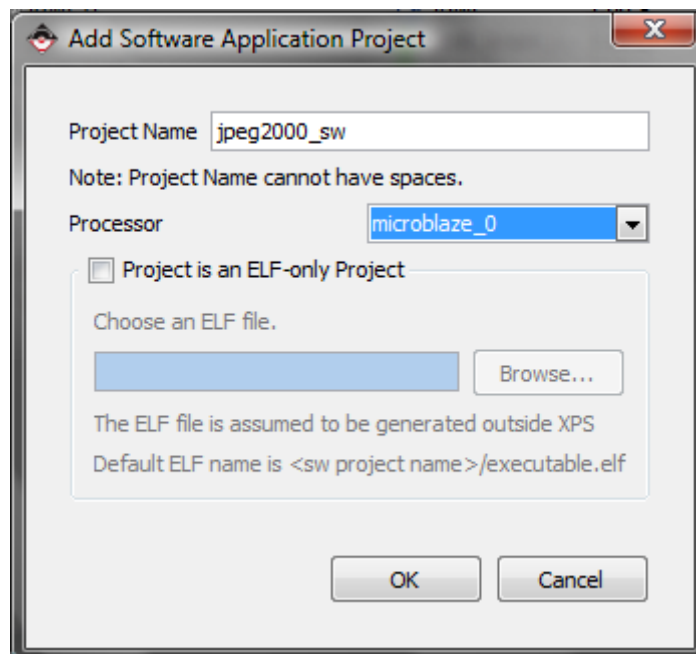 Add Software Application Project
Project Name jpeg2000_sw
Note: Project Name cannot have spaces.
Processor microblaze_0
Project is an ELF-only Project
Choose an ELF file.
Browse...
The ELF file is assumed to be generated outside XPS
Default ELF name is <sw project name>/executable.elf
OK Cancel